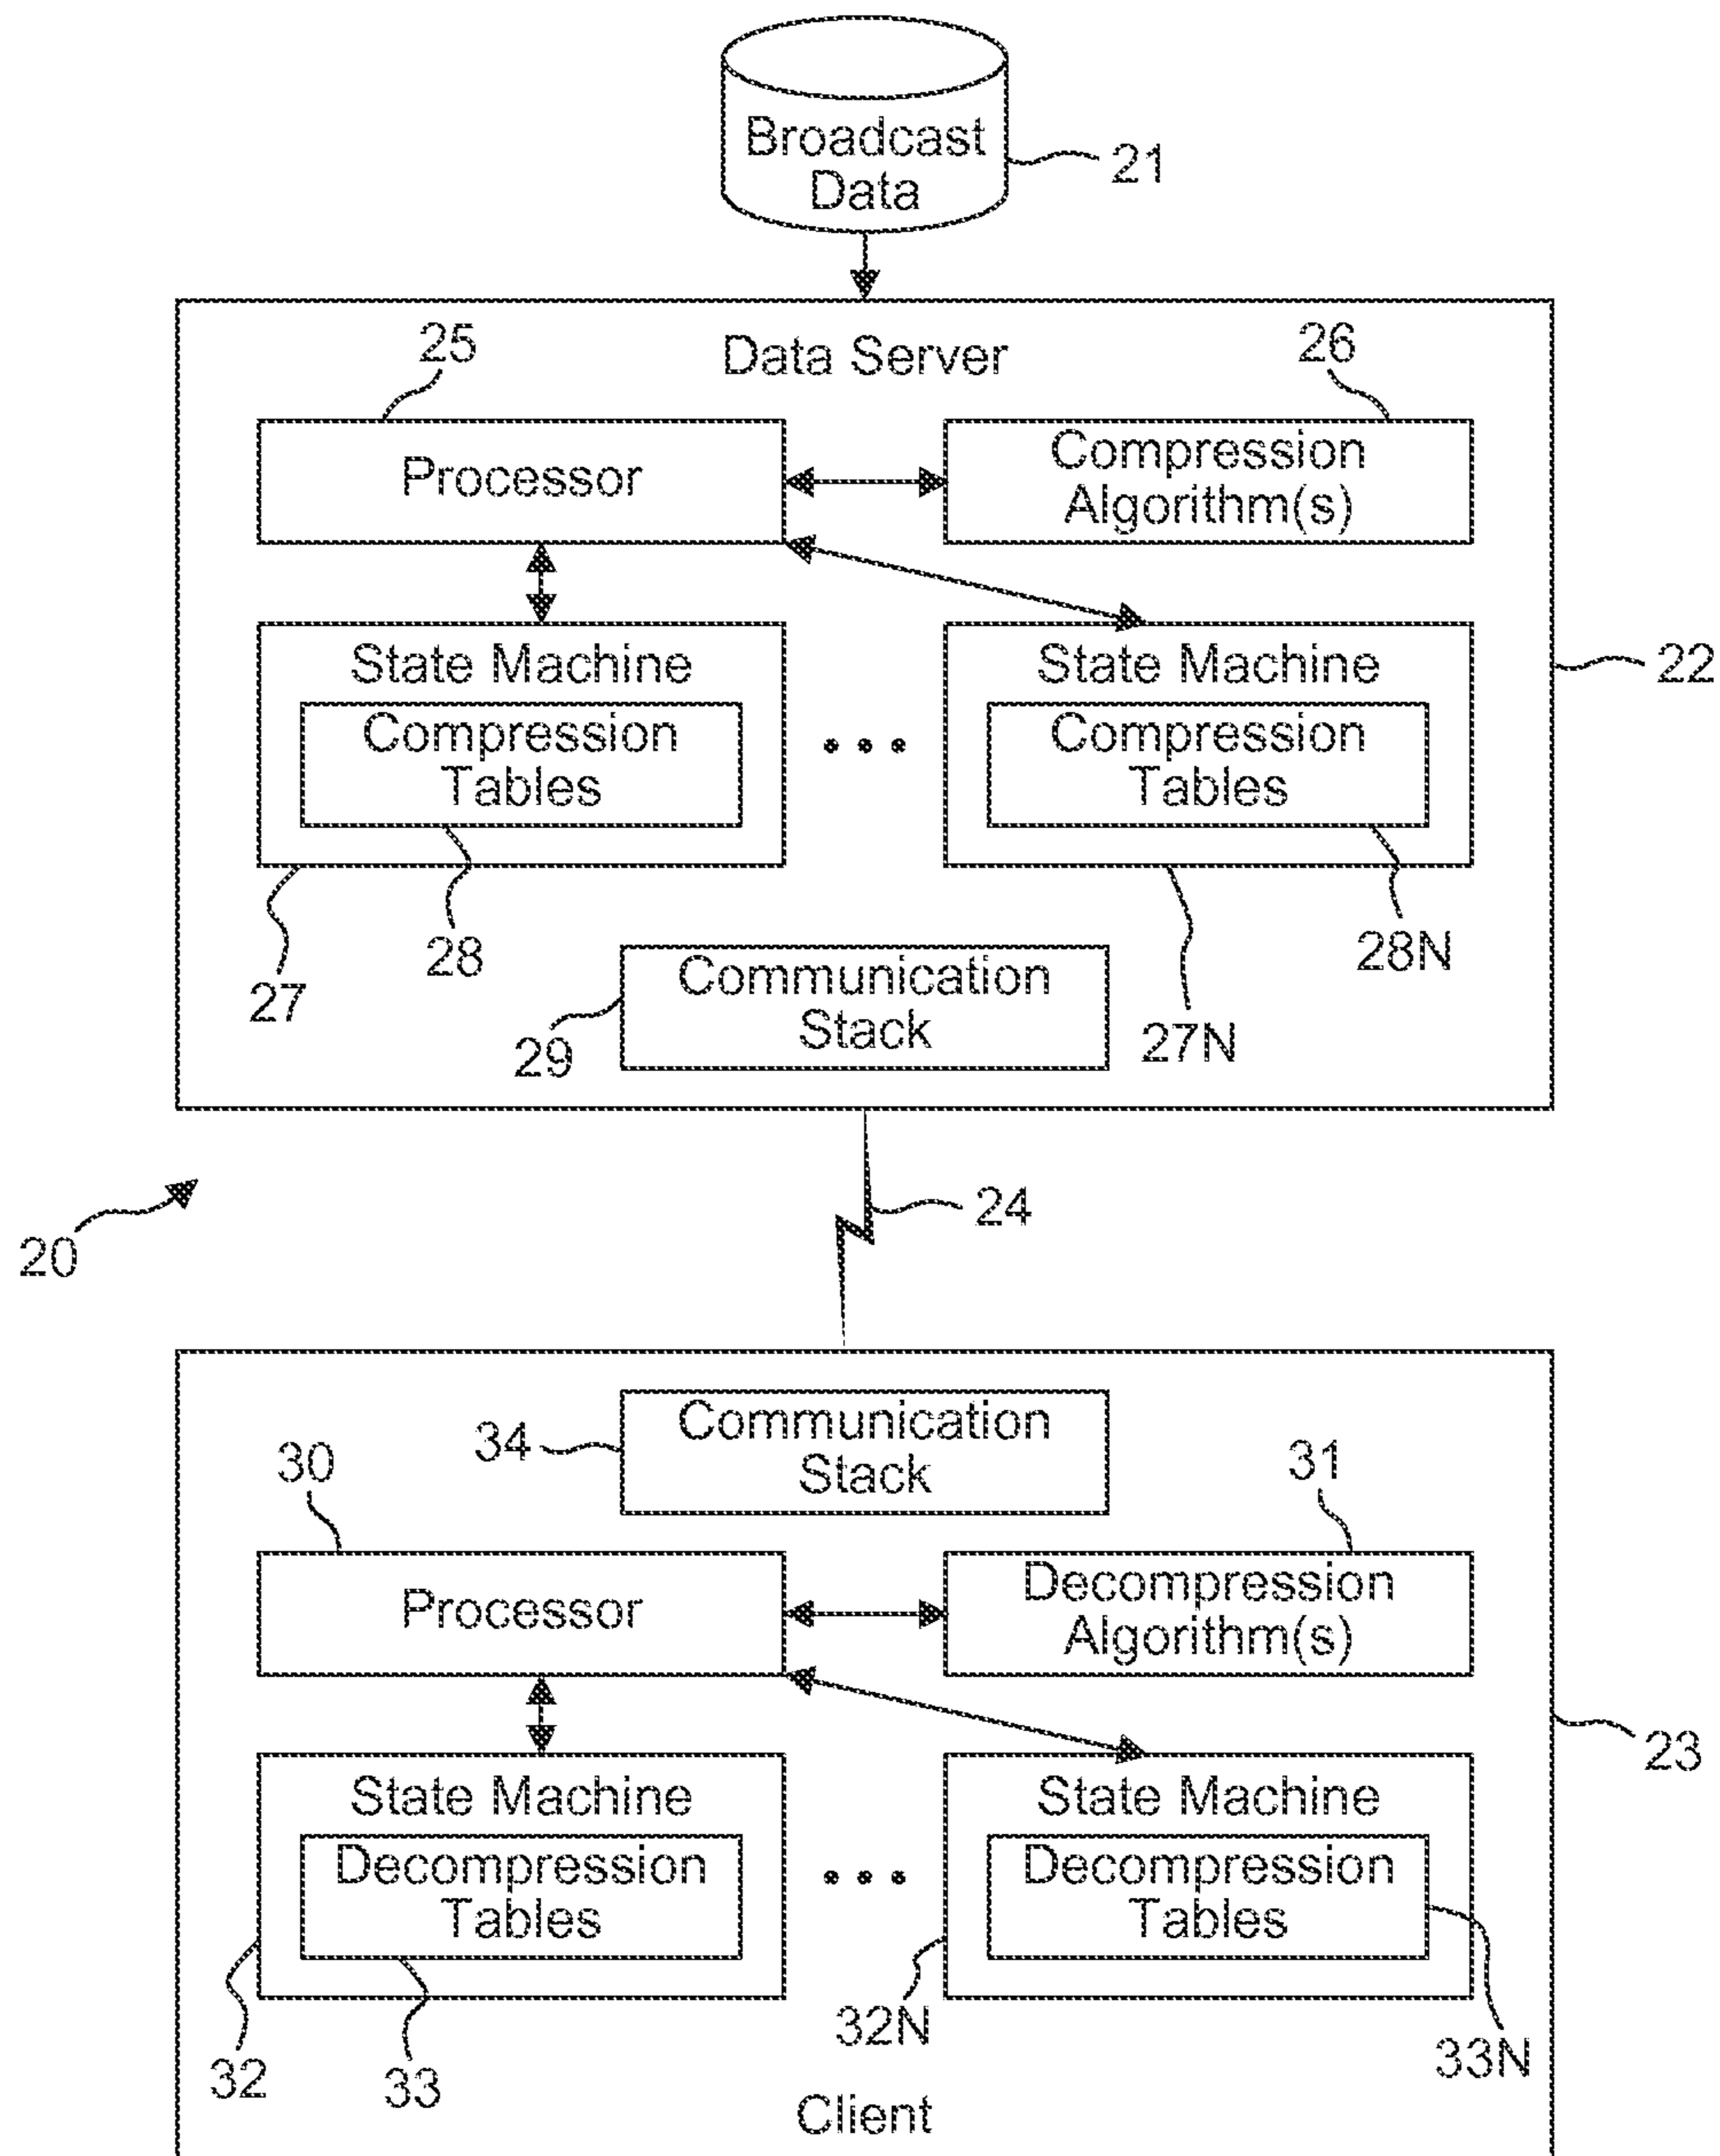 Broadcast
Data
21
25
Data Server
26
Processor
Compression
Algorithm(s)
State Machine
State Machine
22
Compression
Tables
Compression
Tables
28
28N
27
Communication
Stack
29
27N
24
20
Communication
Stack
34
30
31
Processor
Decompression
Algorithm(s)
23
State Machine
State Machine
Decompression
Tables
Decompression
Tables
32N
33N
32
33
Client